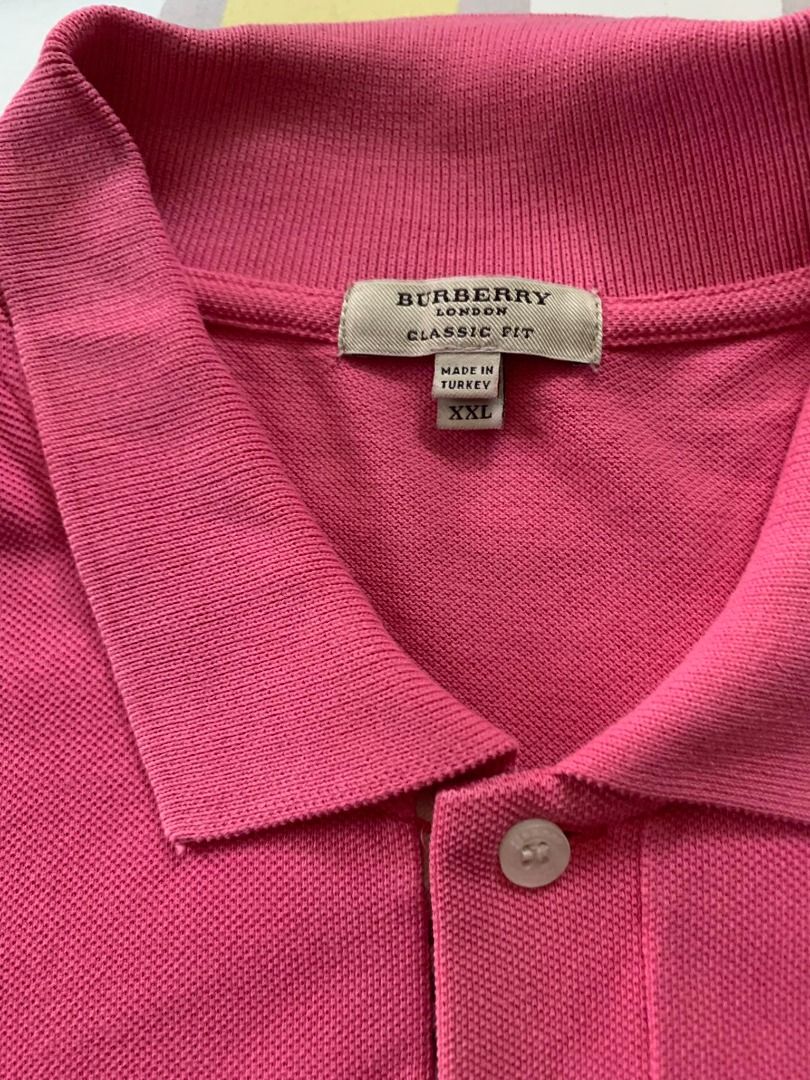 BURBERRY
LONDON
CLASSIC FIT
MADE IN
TURKEY
XXL